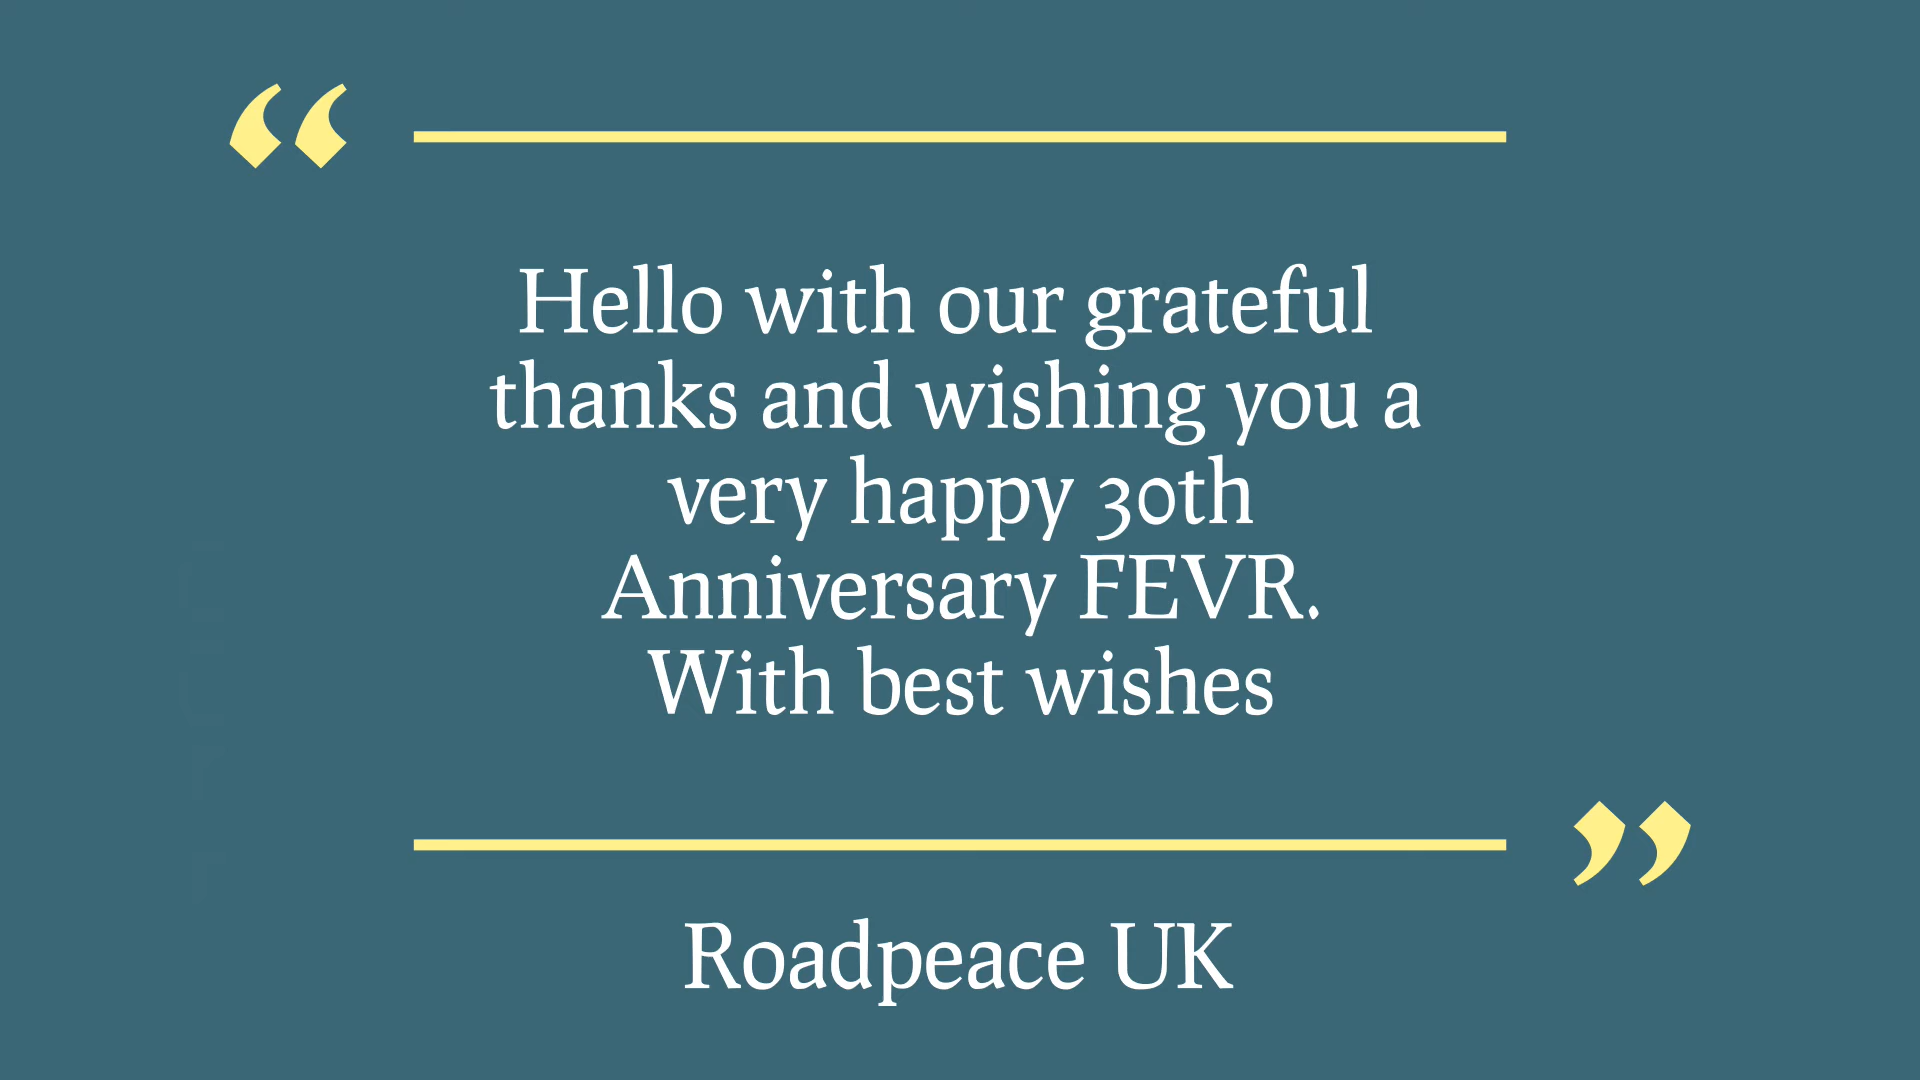 “
Hello with our grateful
thanks and wishing you a
very happy 30th
Anniversary FEVR.
With best wishes
”
Roadpeace UK